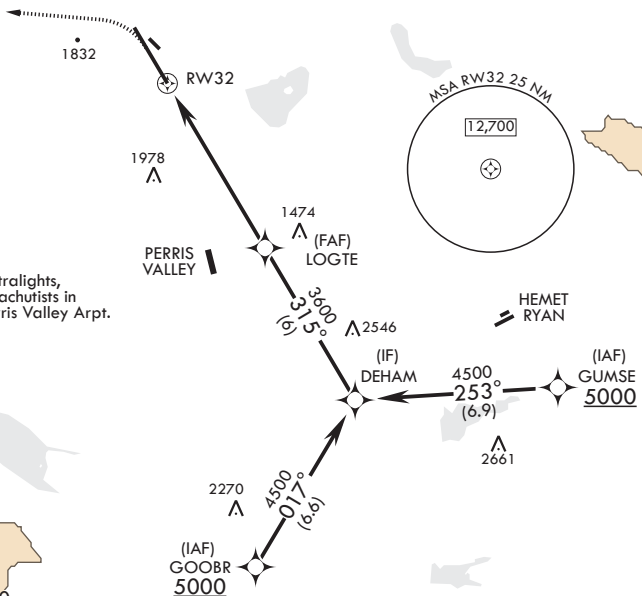 1832
RW32
MSA RW32 25 NM
12,700
1978
1474
(FAF)
LOGTE
PERRIS
VALLEY
tralights,
achutists in
ris Valley Arpt.
3600
315°
(6)
2546
HEMET
RYAN
(IF)
DEHAM
4500
253°
(6.9)
(IAF)
GUMSE
5000
2661
2270
4500
017°
(6.6)
(IAF)
GOOBR
5000